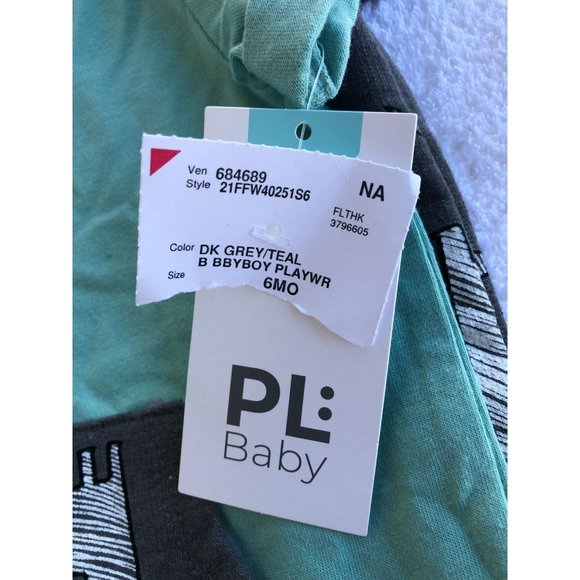 Ven 684689
Style 21FFW40251S6
NA
FLTHK
3796605
Color DK GREY/TEAL
B BBYBOY PLAYWR
Size 6MO
PL:
Baby